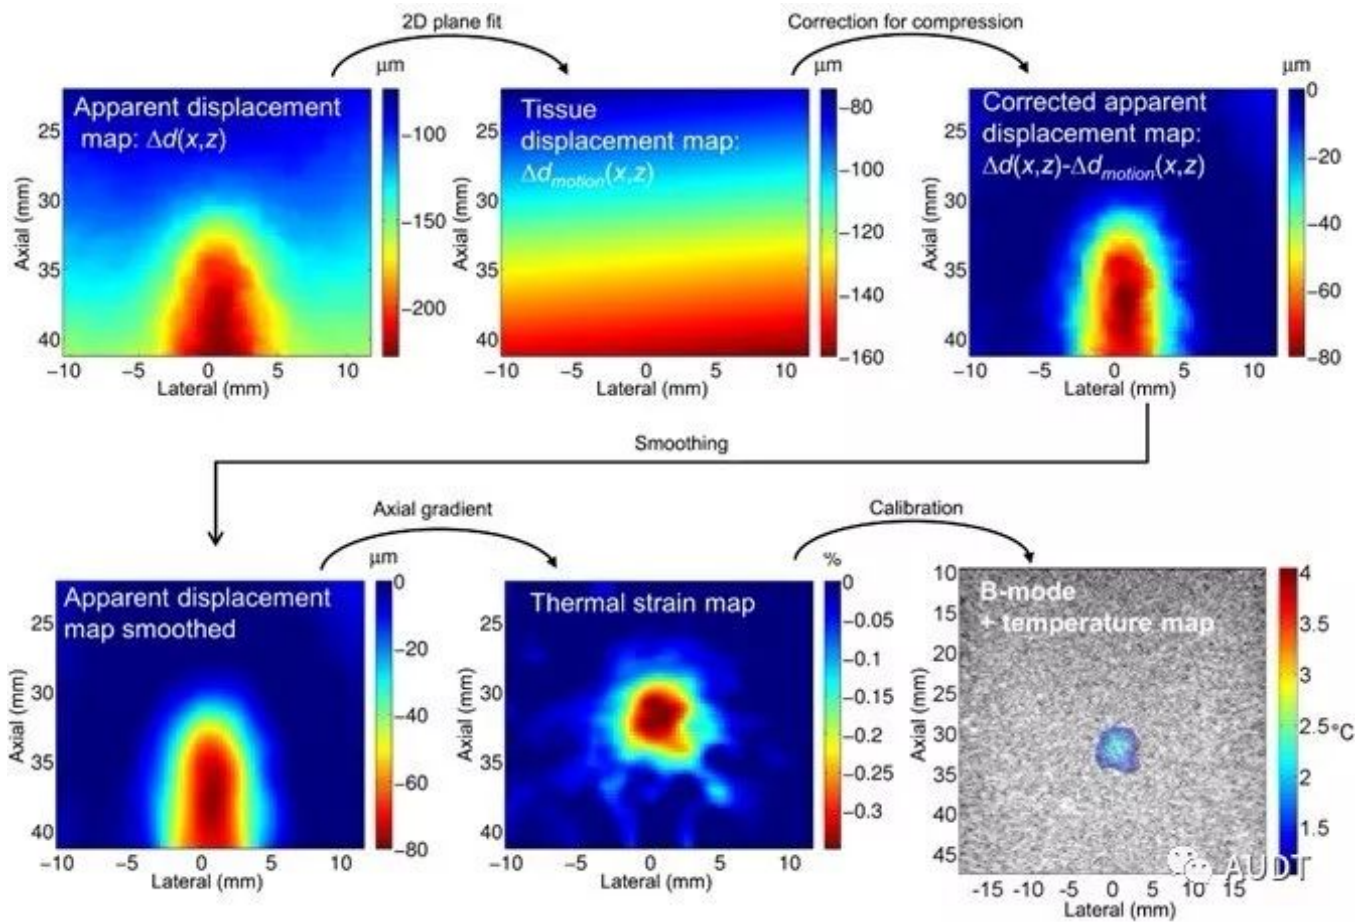 2D plane fit
Correction for compression
μm
Apparent displacement
map: Δd(x,z)
25
30
35
40
Axial (mm)
−10
−5
0
5
10
Lateral (mm)
−100
−150
−200
μm
Tissue
displacement map:
Δdmotion(x,z)
25
30
35
40
Axial (mm)
−10
−5
0
5
10
Lateral (mm)
−80
−100
−120
−140
−160
μm
Corrected apparent
displacement map:
Δd(x,z)-Δdmotion(x,z)
25
30
35
40
Axial (mm)
−10
−5
0
5
10
Lateral (mm)
0
−20
−40
−60
−80
Smoothing
Axial gradient
Calibration
μm
Apparent displacement
map smoothed
25
30
35
40
Axial (mm)
−10
−5
0
5
10
Lateral (mm)
0
−20
−40
−60
−80
%
Thermal strain map
25
30
35
40
Axial (mm)
−10
−5
0
5
10
Lateral (mm)
0
−0.05
−0.1
−0.15
−0.2
−0.25
−0.3
B-mode
+ temperature map
10
15
20
25
30
35
40
45
Axial (mm)
-15 -10 -5 0 5 10 15
Lateral (mm)
4
3.5
3
2.5
°C
2
1.5
1
AUDT